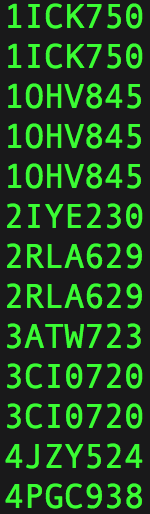 1ICK750
1ICK750
1OHV845
1OHV845
1OHV845
2IYE230
2RLA629
2RLA629
3ATW723
3CIO720
3CIO720
4JZY524
4PGC938